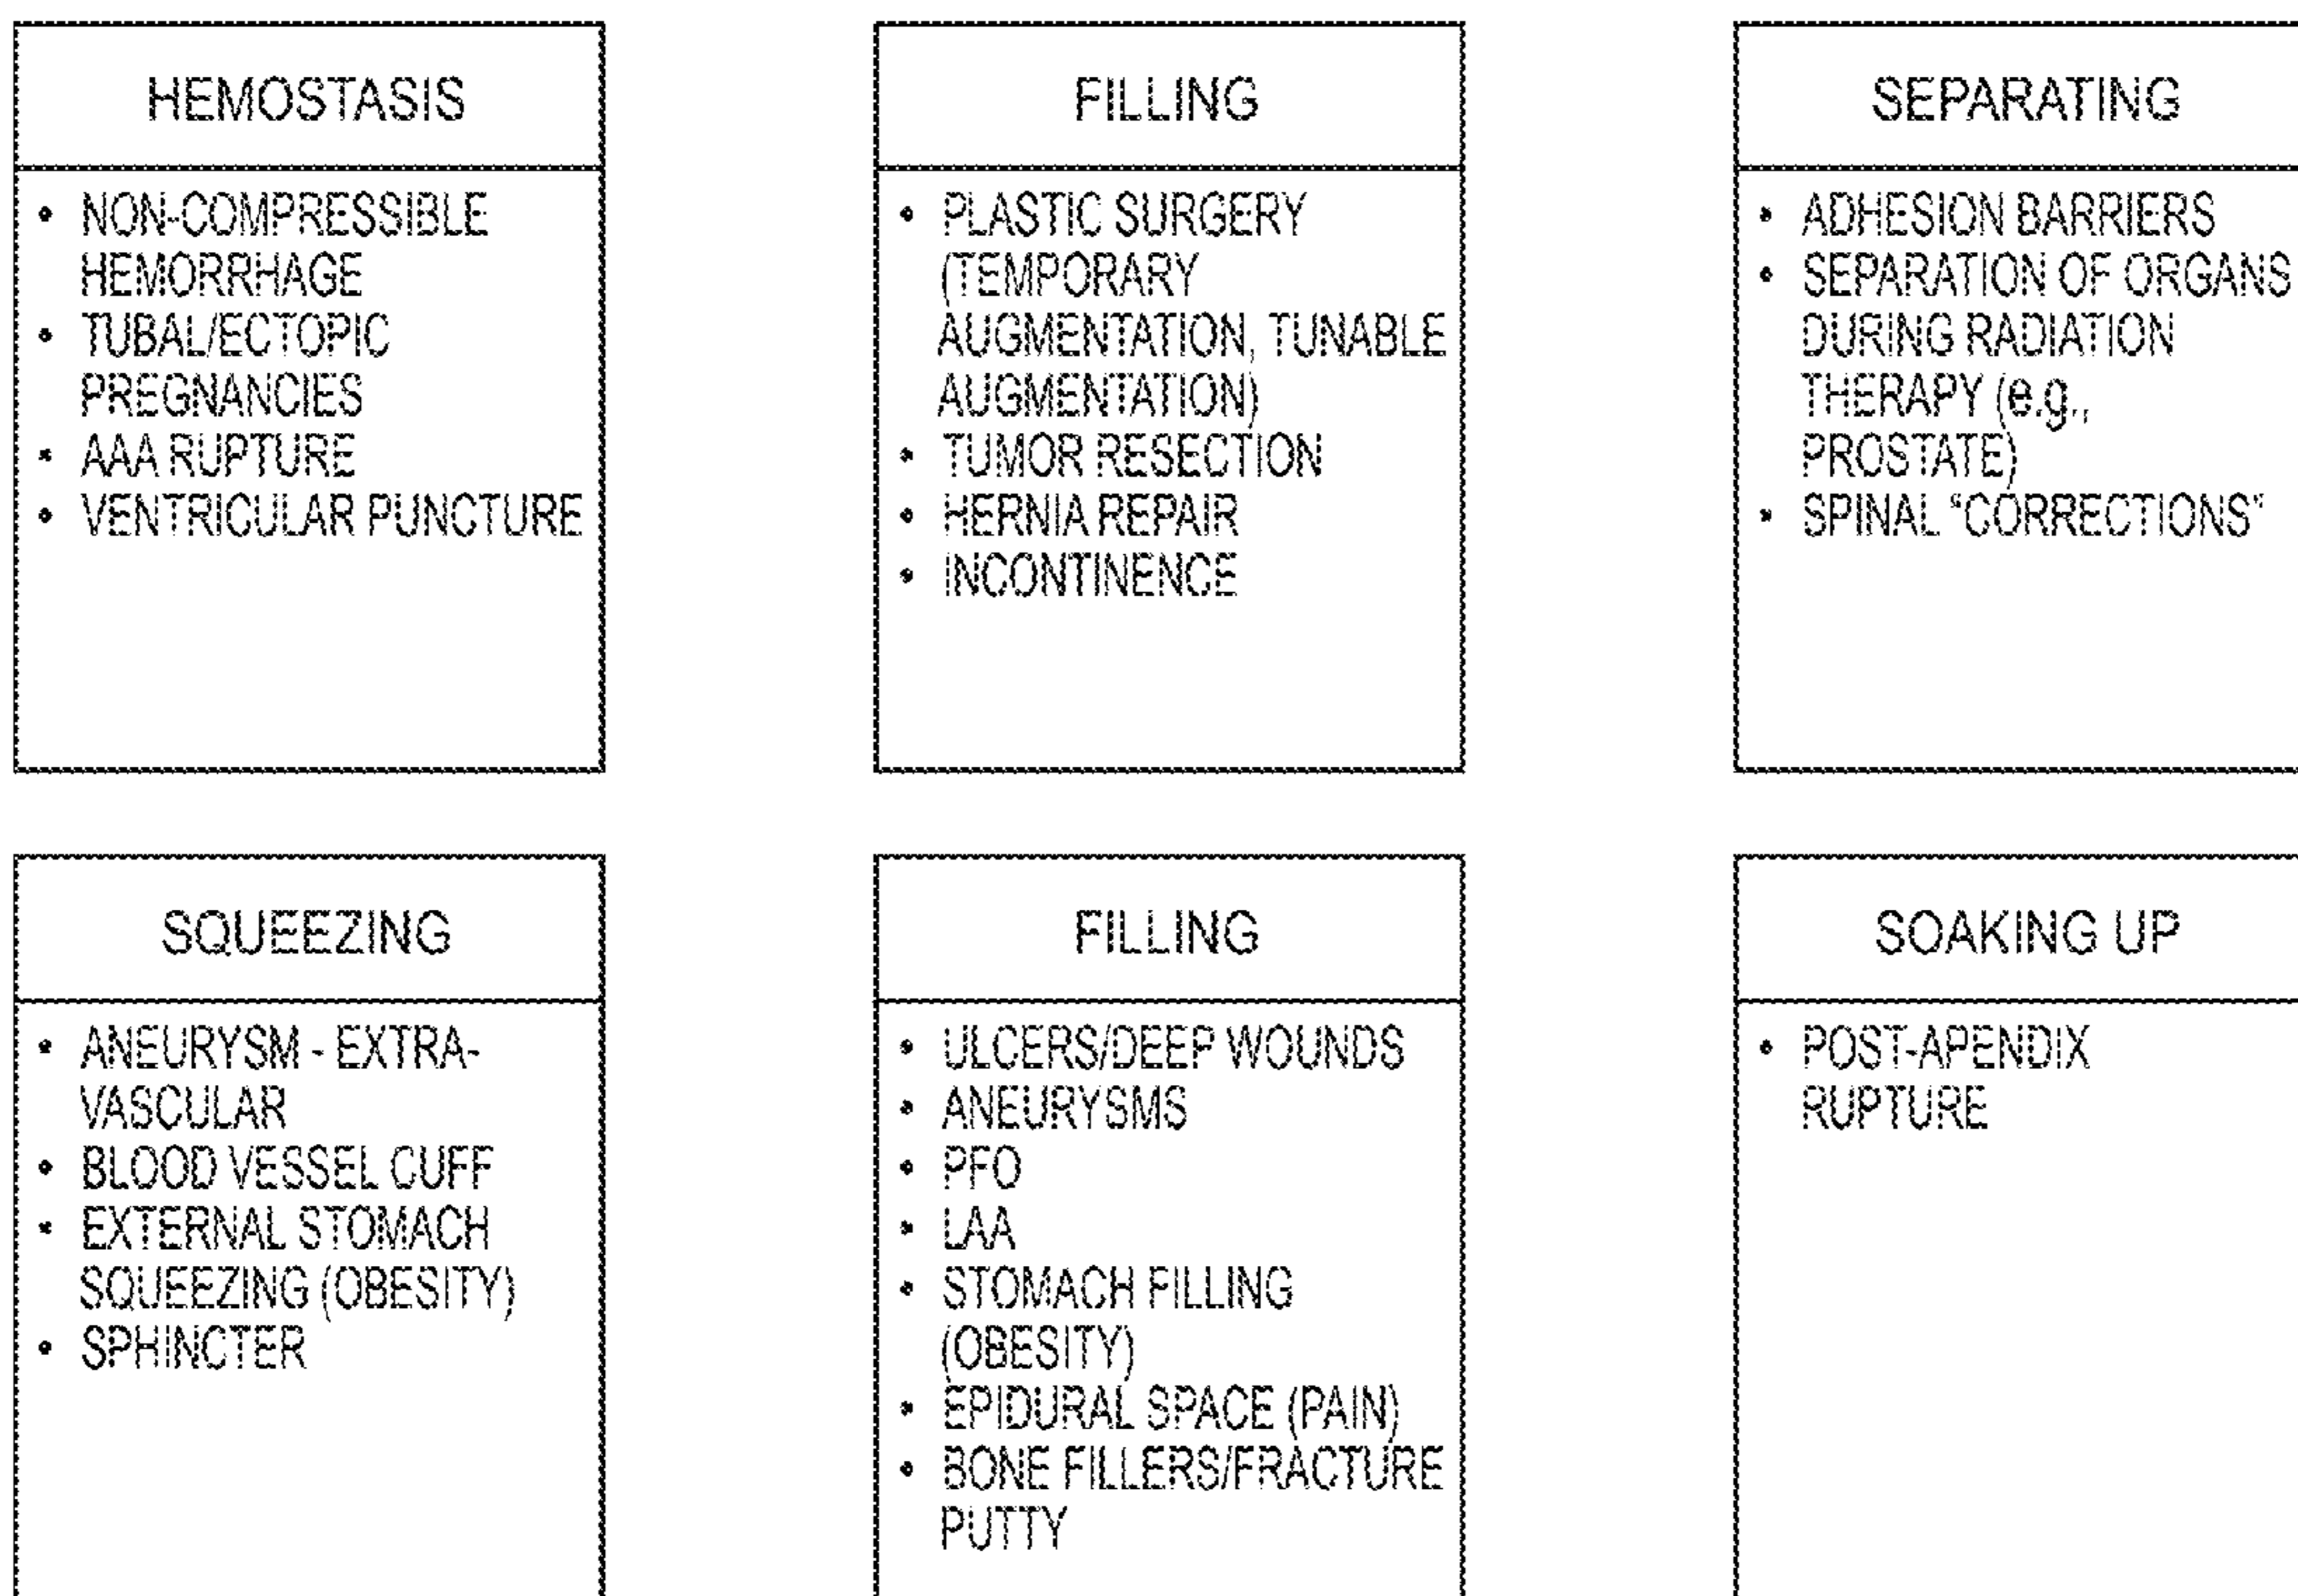 HEMOSTASIS
• NON-COMPRESSIBLE
HEMORRHAGE
• TUBAL/ECTOPIC
PREGNANCIES
• AAA RUPTURE
• VENTRICULAR PUNCTURE
FILLING
• PLASTIC SURGERY
(TEMPORARY
AUGMENTATION, TUNABLE
AUGMENTATION)
• TUMOR RESECTION
• HERNIA REPAIR
• INCONTINENCE
SEPARATING
• ADHESION BARRIERS
• SEPARATION OF ORGANS
DURING RADIATION
THERAPY (e.g.,
PROSTATE)
• SPINAL "CORRECTIONS"
SQUEEZING
• ANEURYSM - EXTRA-
VASCULAR
• BLOOD VESSEL CUFF
• EXTERNAL STOMACH
SQUEEZING (OBESITY)
• SPHINCTER
FILLING
• ULCERS/DEEP WOUNDS
• ANEURYSMS
• PFO
• LAA
• STOMACH FILLING
(OBESITY)
• EPIDURAL SPACE (PAIN)
• BONE FILLERS/FRACTURE
PUTTY
SOAKING UP
• POST-APENDIX
RUPTURE